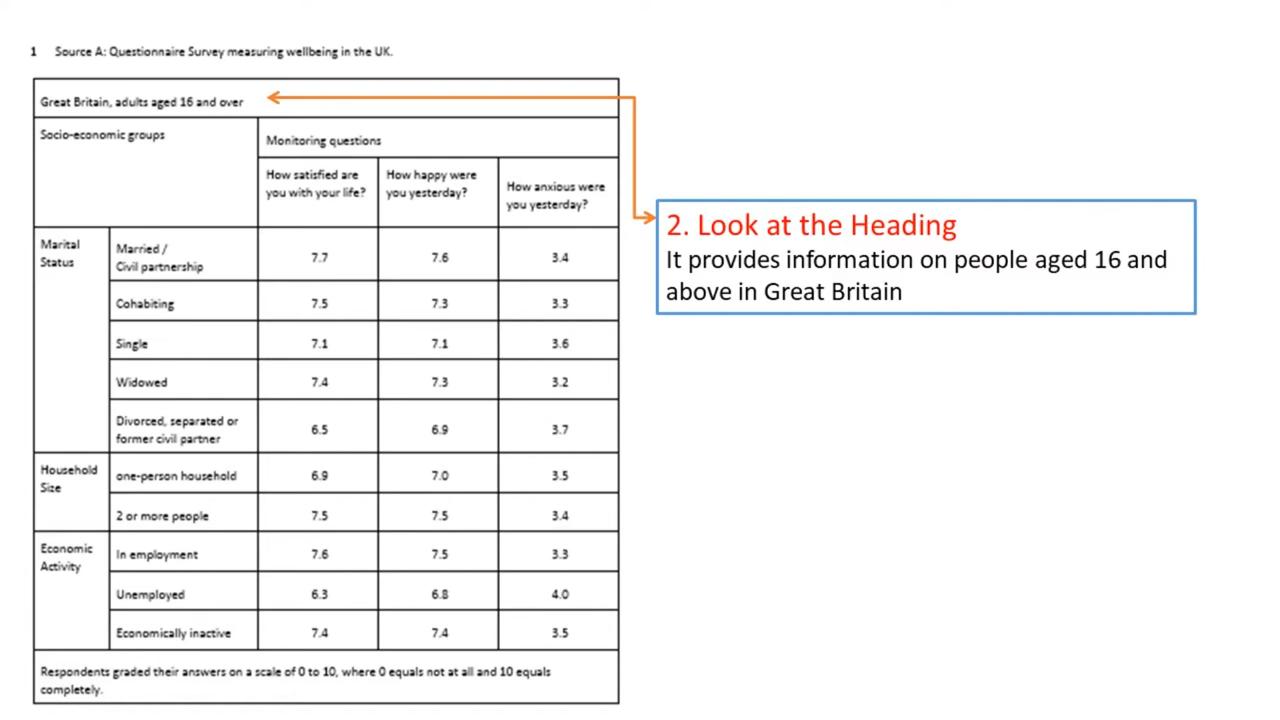 1 Source A: Questionnaire Survey measuring wellbeing in the UK.
Great Britain, adults aged 16 and over
Socio-economic groups
Monitoring questions
How satisfied are
you with your life?
How happy were
you yesterday?
How anxious were
you yesterday?
Marital
Status
Married /
Civil partnership
7.7 7.6 3.4
Cohabiting 7.5 7.3 3.3
Single 7.1 7.1 3.6
Widowed 7.4 7.3 3.2
Divorced, separated or
former civil partner
6.5 6.9 3.7
Household
Size
one-person household 6.9 7.0 3.5
2 or more people 7.5 7.5 3.4
Economic
Activity
In employment 7.6 7.5 3.3
Unemployed 6.3 6.8 4.0
Economically inactive 7.4 7.4 3.5
Respondents graded their answers on a scale of 0 to 10, where 0 equals not at all and 10 equals
completely.
2. Look at the Heading
It provides information on people aged 16 and
above in Great Britain